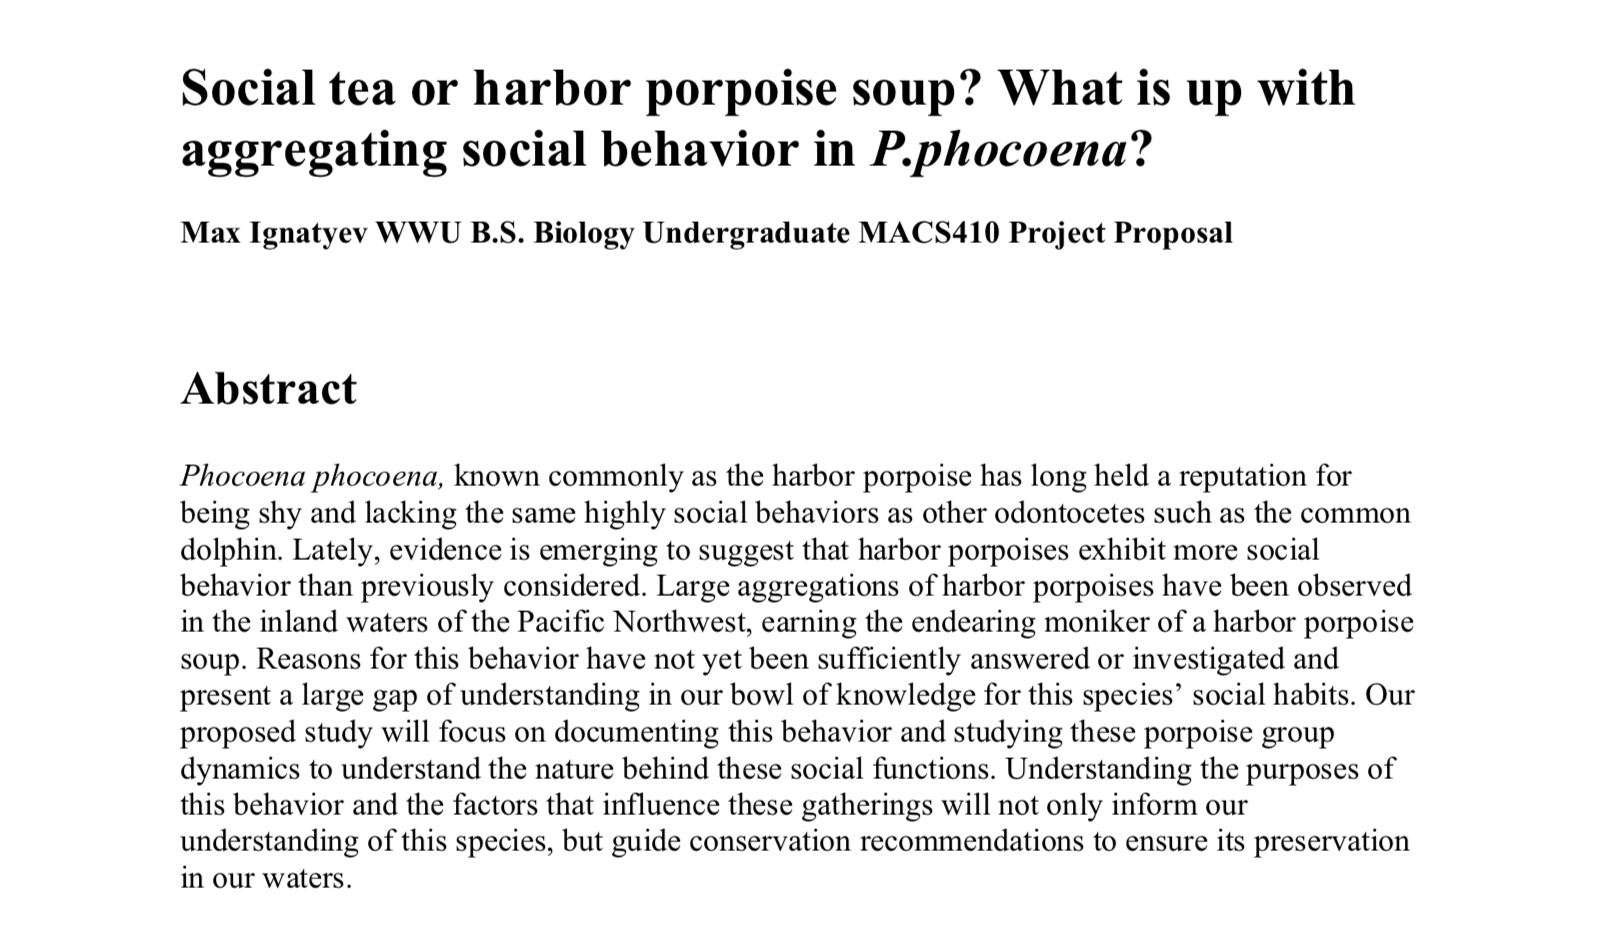 Social tea or harbor porpoise soup? What is up with
aggregating social behavior in P.phocoena?
Max Ignatyev WWU B.S. Biology Undergraduate MACS410 Project Proposal
Abstract
Phocoena phocoena, known commonly as the harbor porpoise has long held a reputation for
being shy and lacking the same highly social behaviors as other odontocetes such as the common
dolphin. Lately, evidence is emerging to suggest that harbor porpoises exhibit more social
behavior than previously considered. Large aggregations of harbor porpoises have been observed
in the inland waters of the Pacific Northwest, earning the endearing moniker of a harbor porpoise
soup. Reasons for this behavior have not yet been sufficiently answered or investigated and
present a large gap of understanding in our bowl of knowledge for this species’ social habits. Our
proposed study will focus on documenting this behavior and studying these porpoise group
dynamics to understand the nature behind these social functions. Understanding the purposes of
this behavior and the factors that influence these gatherings will not only inform our
understanding of this species, but guide conservation recommendations to ensure its preservation
in our waters.